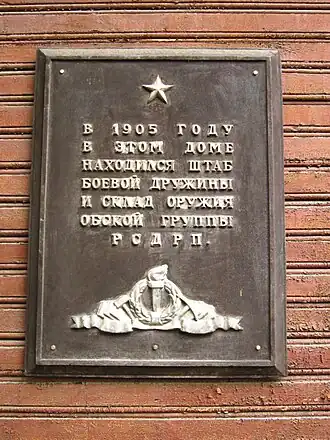 В 1905 ГОДУ
В ЭТОМ ДОМЕ
НАХОДИЛСЯ ШТАБ
БОЕВОЙ ДРУЖИНЫ
И СКЛАД ОРУЖИЯ
ОБСКОЙ ГРУППЫ
РСДРП.